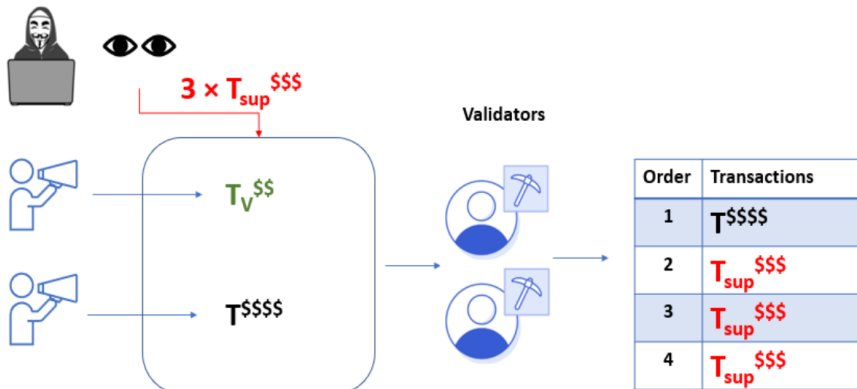 3 × T_sup^$$$
Validators
T_V^$$
T^$$$$
Order Transactions
1 T^$$$$
2 T_sup^$$$
3 T_sup^$$$
4 T_sup^$$$